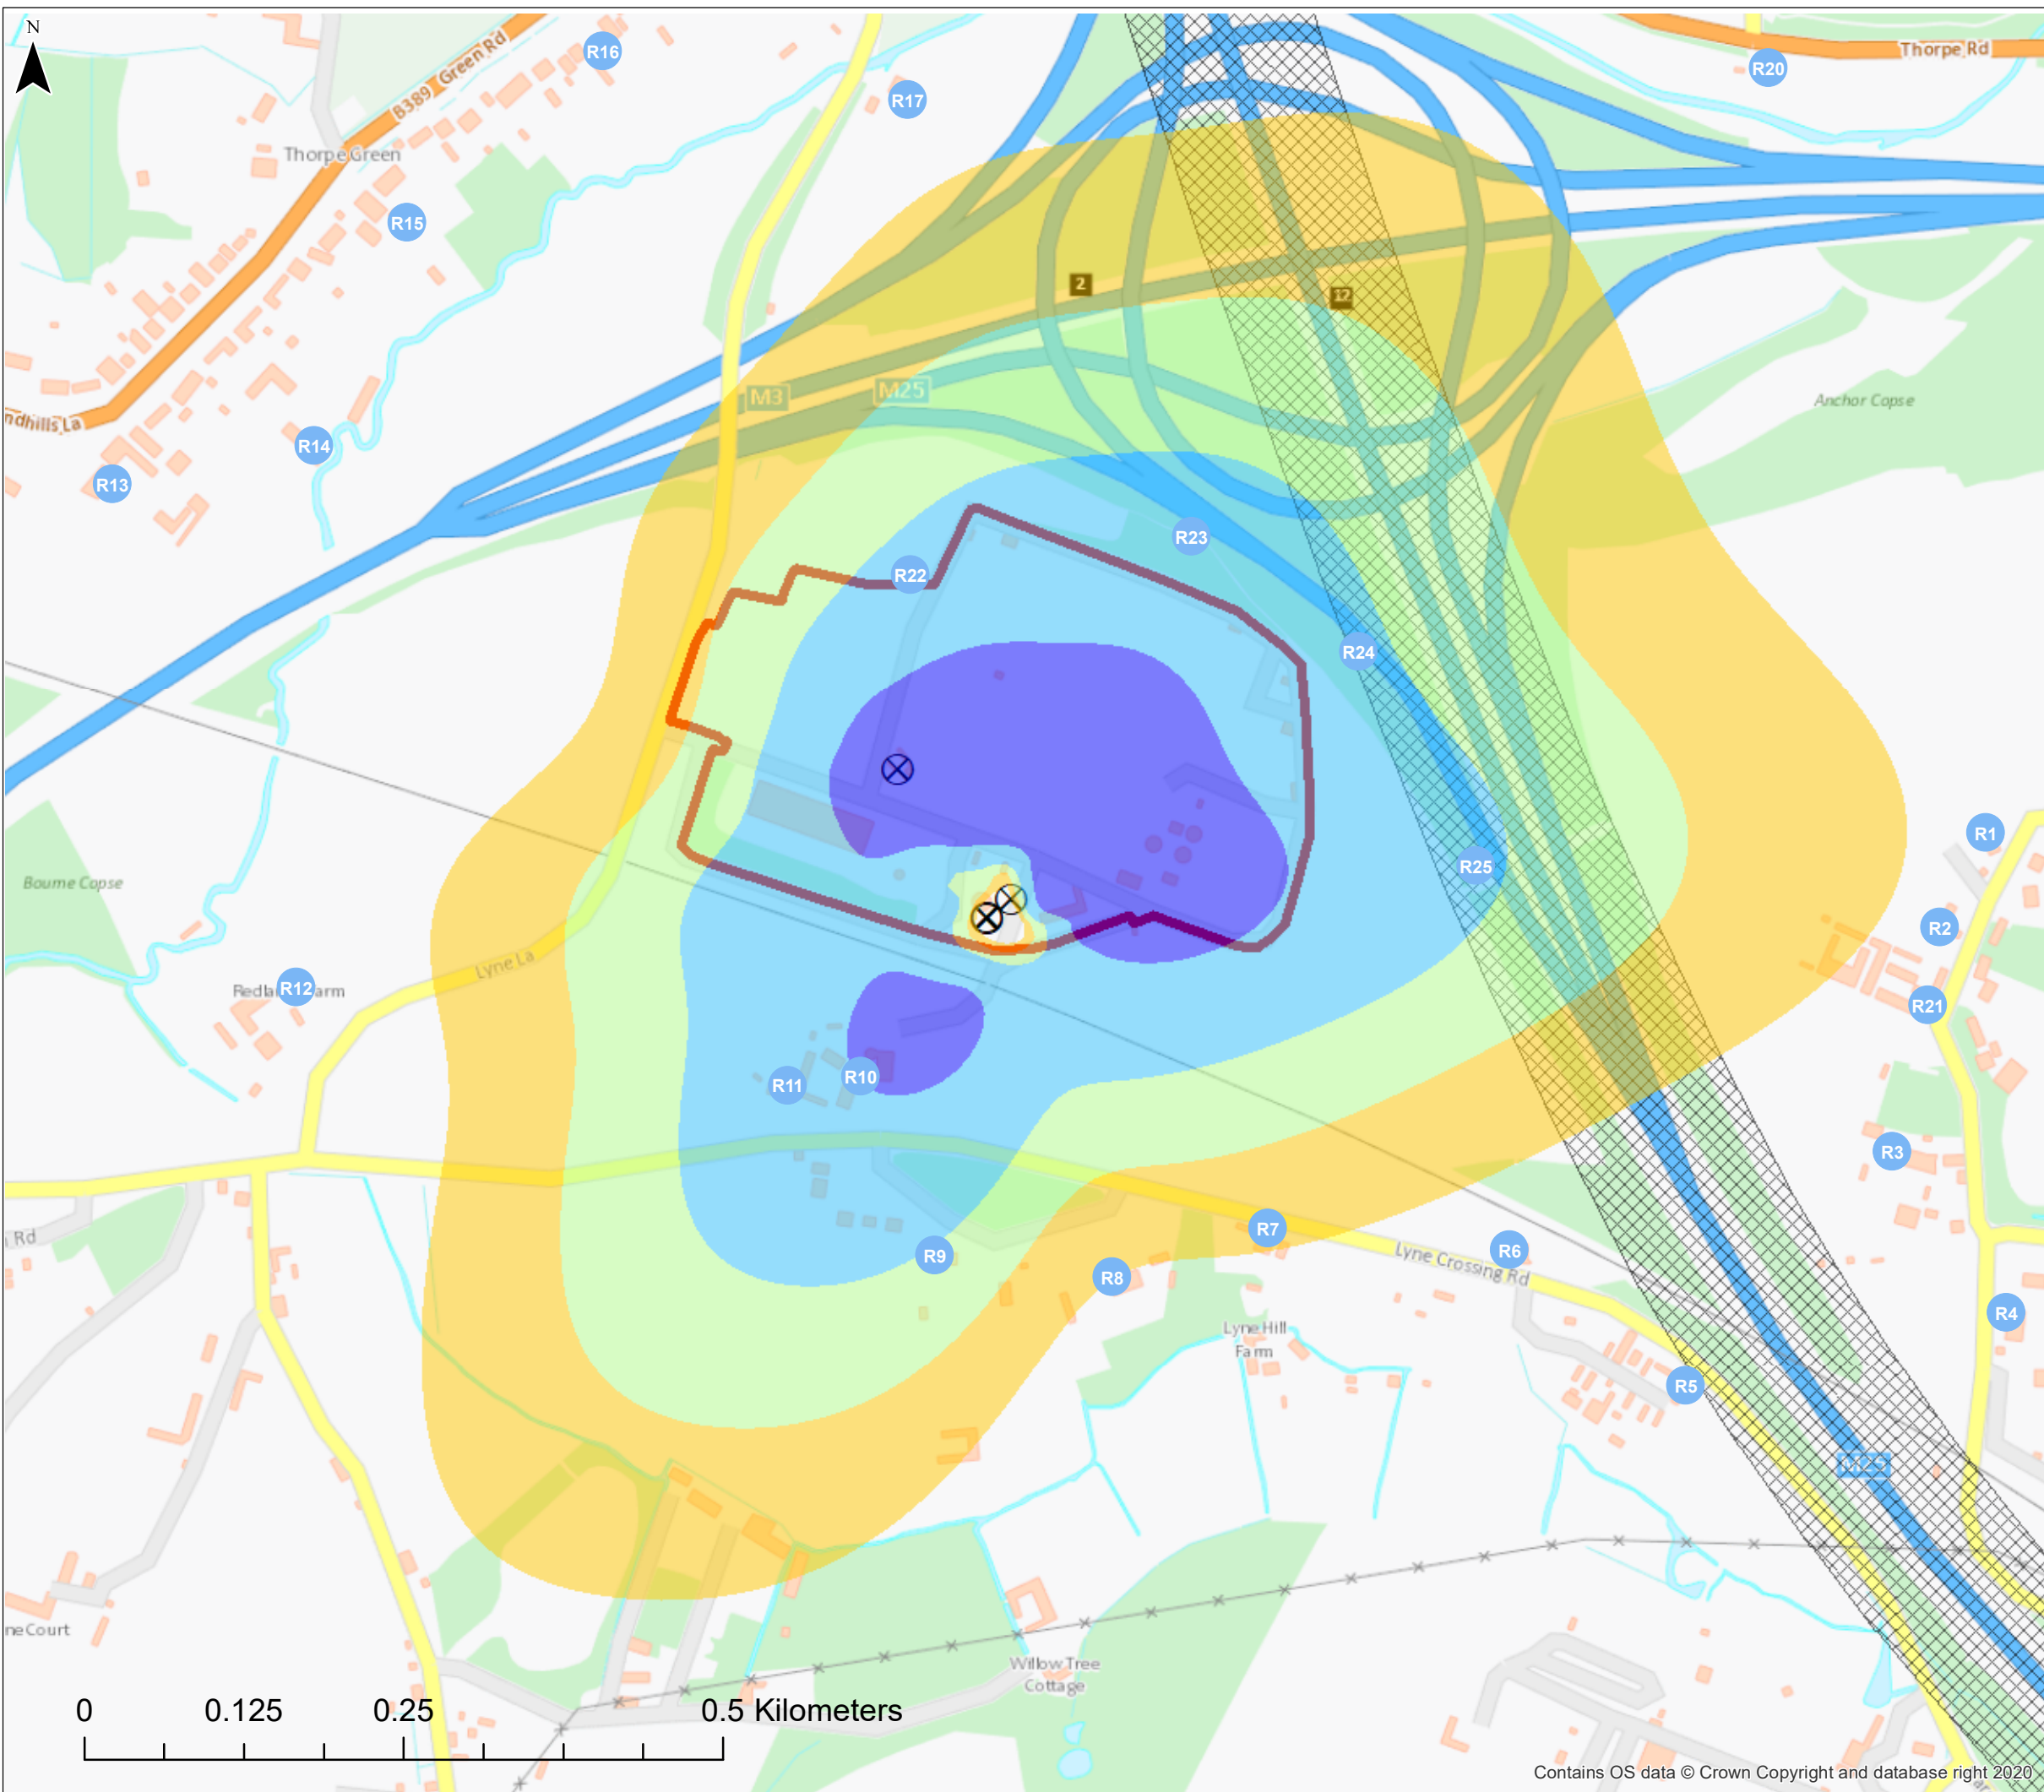 N
B389 Green Rd
R16
R17
Thorpe Rd
R20
Thorpe Green
R15
2
12
M3
M25
Anchor Copse
R14
R13
R23
R22
R24
R1
R25
Bourne Copse
R2
Lyne La
R12
R21
R10
R11
R3
Rd
R7
R6
R9
Lyne Crossing Rd
R8
R4
Lyne Hill
Farm
R5
M25
Willow Tree
Cottage
0 0.125 0.25 0.5 Kilometers
Contains OS data © Crown Copyright and database right 2020